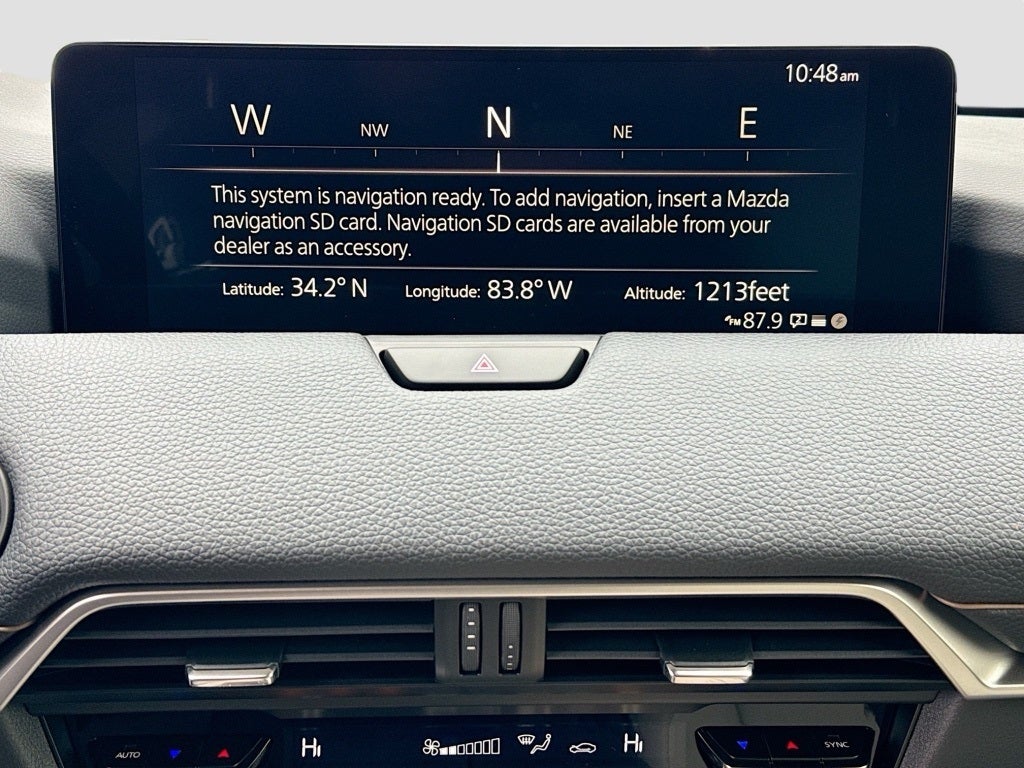 10:48am
W NW N NE E
This system is navigation ready. To add navigation, insert a Mazda
navigation SD card. Navigation SD cards are available from your
dealer as an accessory.
Latitude: 34.2° N Longitude: 83.8° W Altitude: 1213feet
FM 87.9
AUTO HI HI SYNC